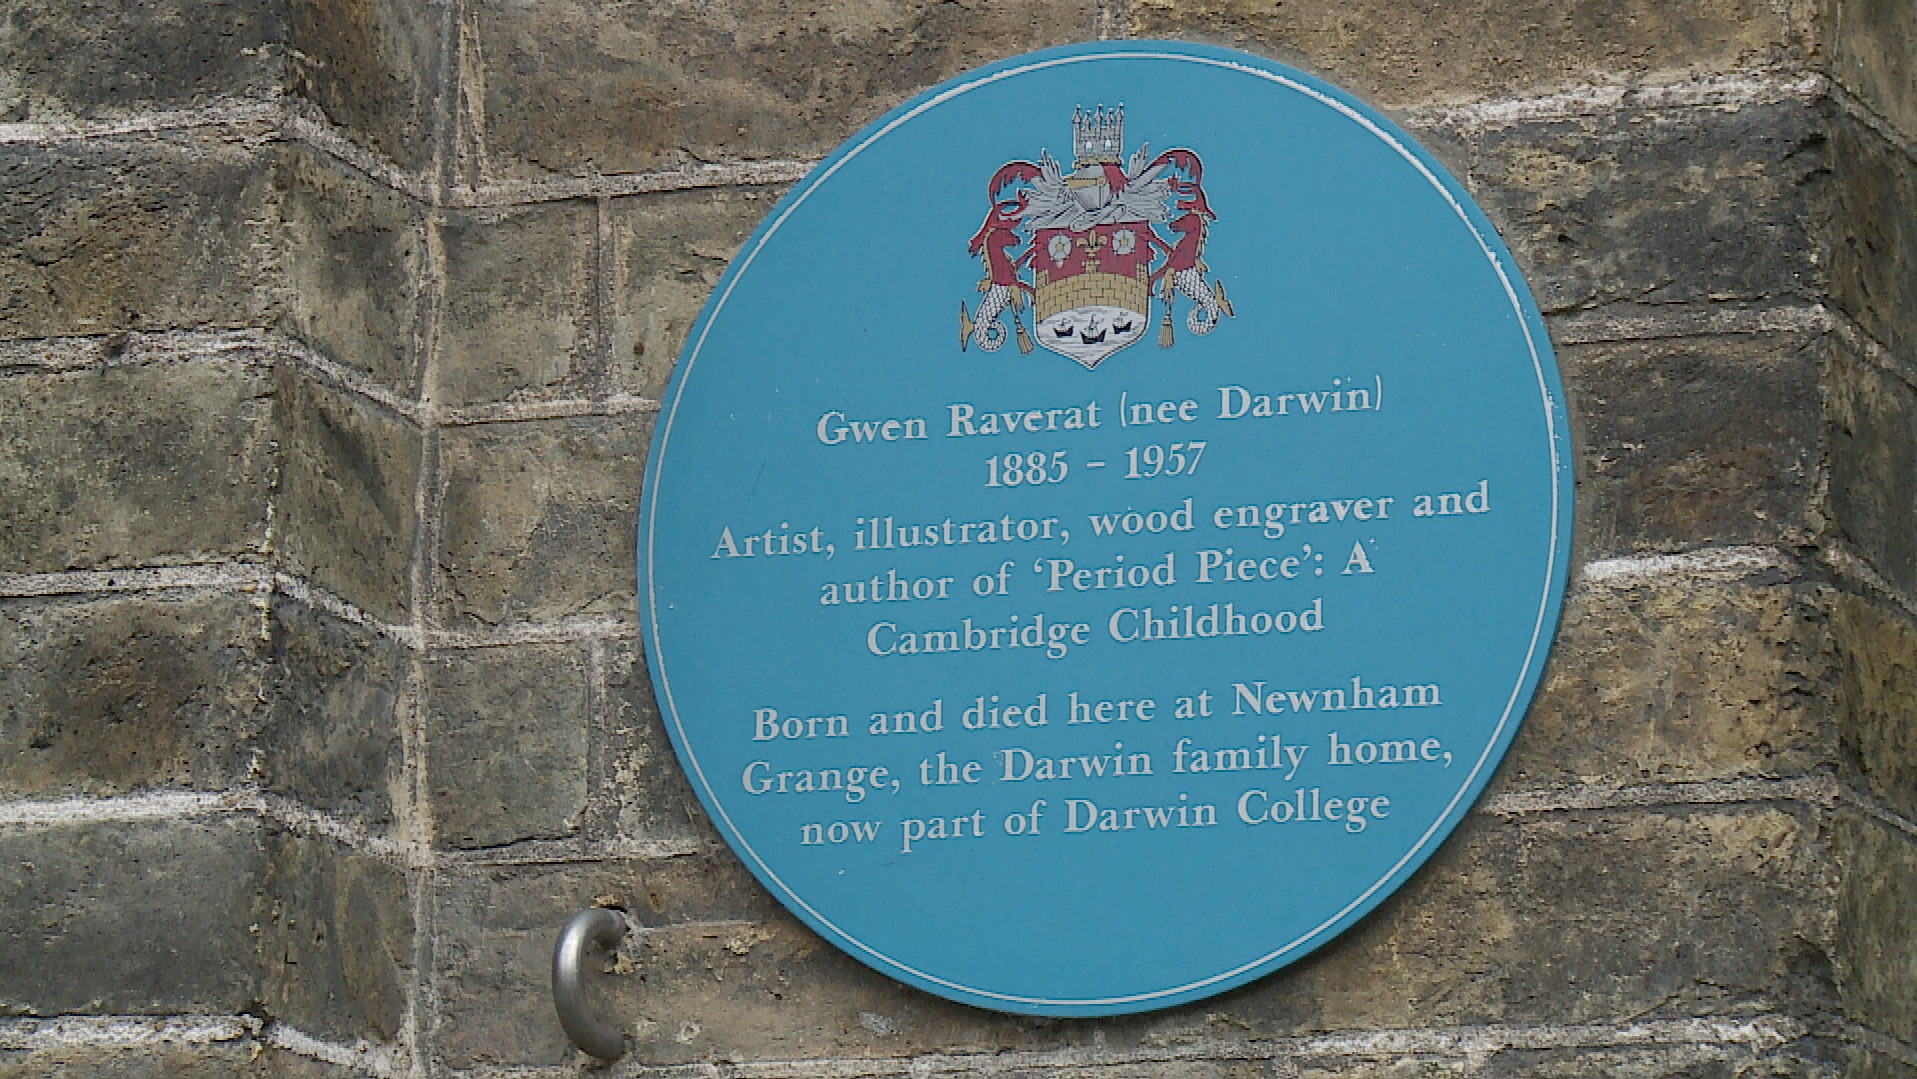 Gwen Raverat (nee Darwin)
1885 – 1957
Artist, illustrator, wood engraver and
author of ‘Period Piece’: A
Cambridge Childhood
Born and died here at Newnham
Grange, the Darwin family home,
now part of Darwin College